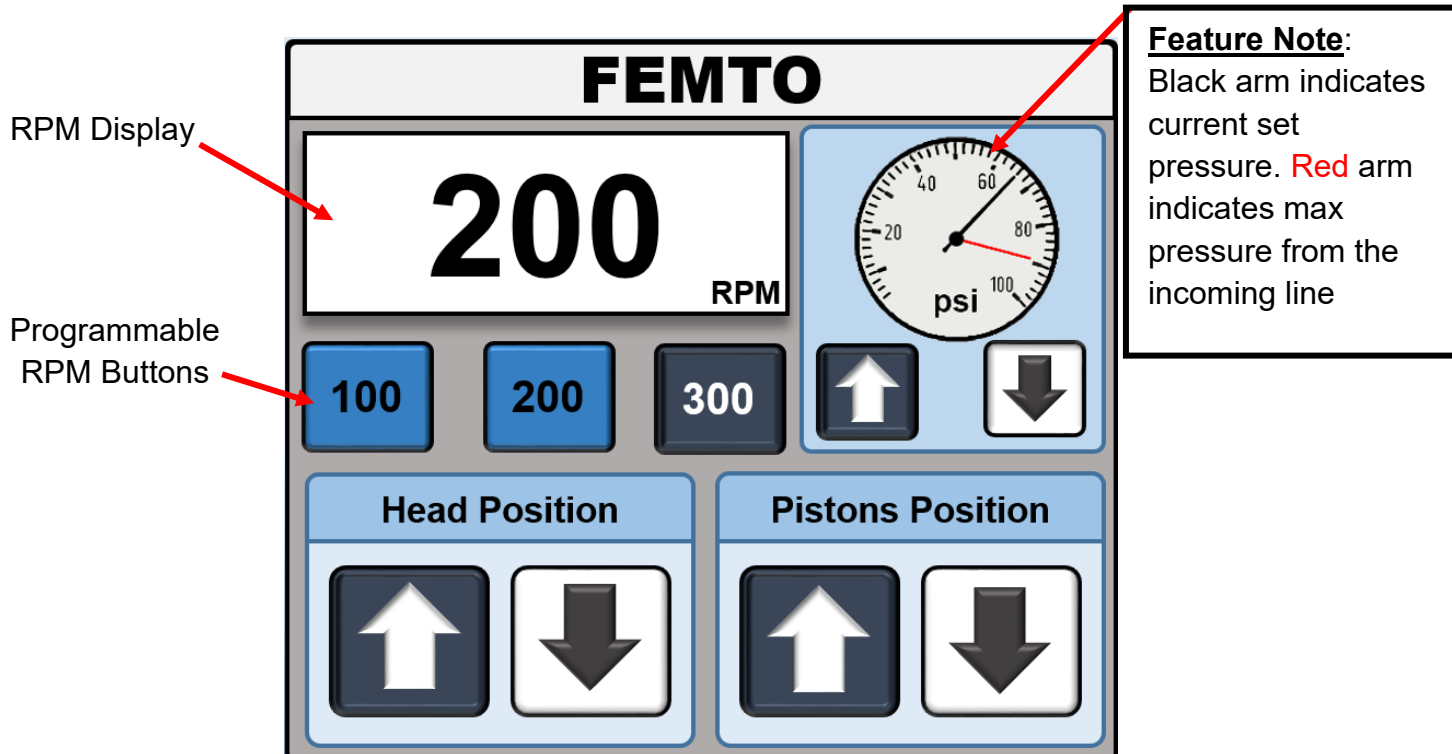 FEMTO
RPM Display
200
RPM
20
40
60
80
100
psi
Feature Note:
Black arm indicates
current set
pressure. Red arm
indicates max
pressure from the
incoming line
Programmable
RPM Buttons
100
200
300
Head Position
Pistons Position